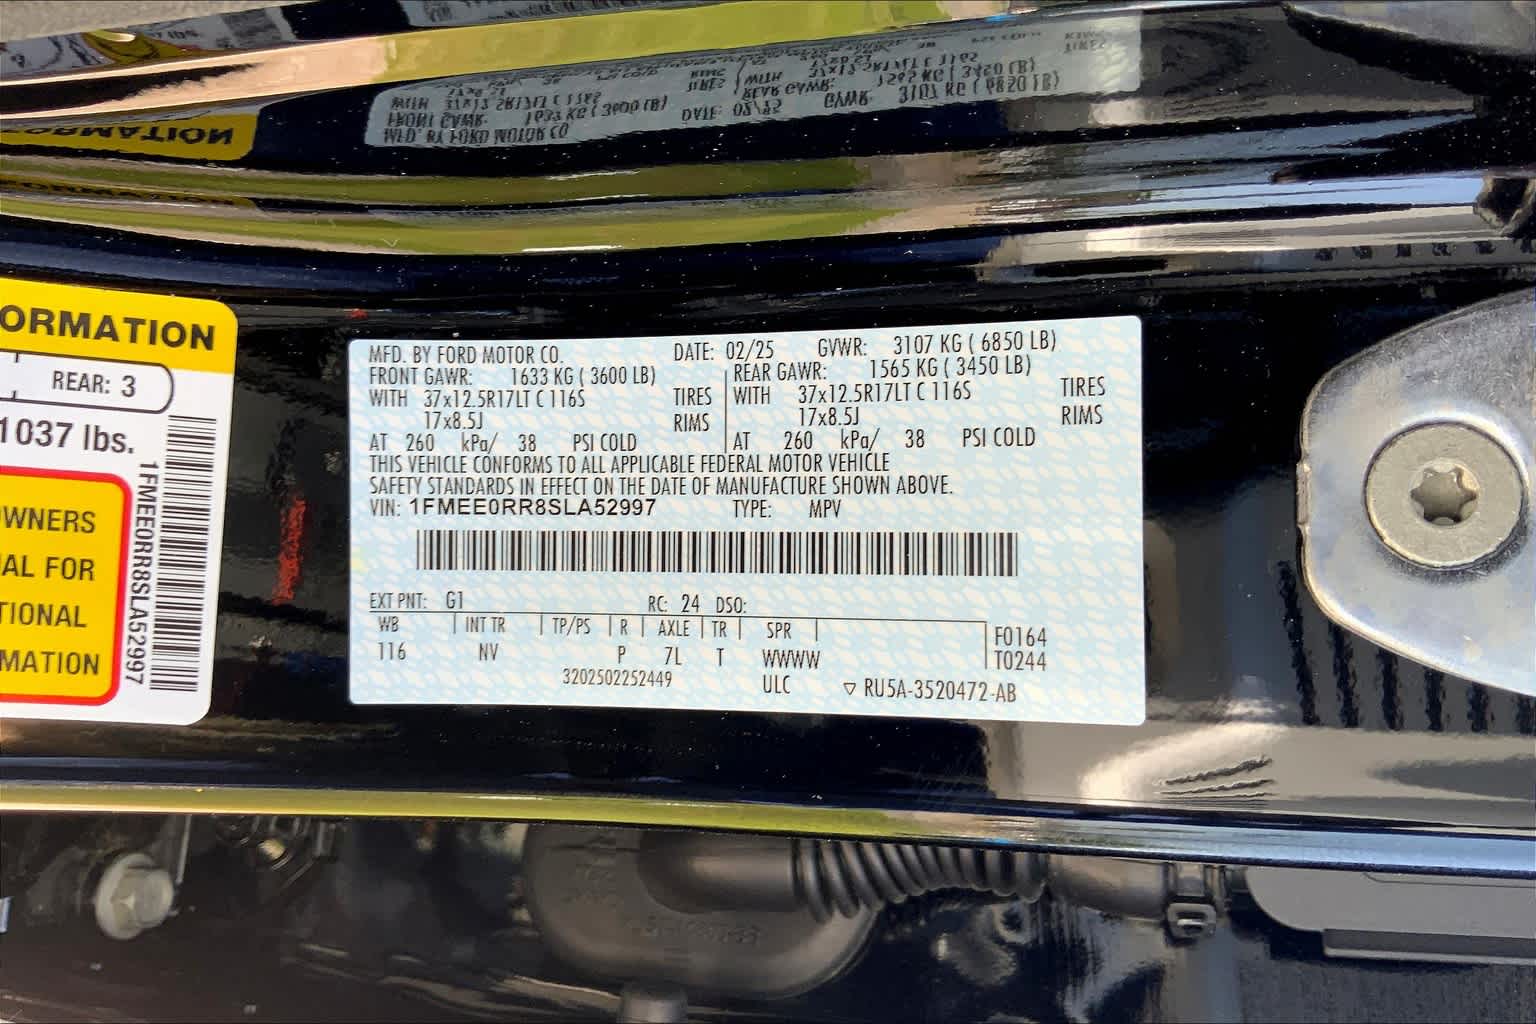 ORMATION
REAR: 3
1037 lbs.
OWNERS
AL FOR
TIONAL
MATION
1FMEE0RR8SLA52997
MFD. BY FORD MOTOR CO. DATE: 02/25 GVWR: 3107 KG ( 6850 LB)
FRONT GAWR: 1633 KG ( 3600 LB) REAR GAWR: 1565 KG ( 3450 LB)
WITH 37x12.5R17LT C 116S TIRES WITH 37x12.5R17LT C 116S TIRES
17x8.5J RIMS 17x8.5J RIMS
AT 260 kPa/ 38 PSI COLD AT 260 kPa/ 38 PSI COLD
THIS VEHICLE CONFORMS TO ALL APPLICABLE FEDERAL MOTOR VEHICLE
SAFETY STANDARDS IN EFFECT ON THE DATE OF MANUFACTURE SHOWN ABOVE.
VIN: 1FMEE0RR8SLA52997 TYPE: MPV
EXT PNT: G1 RC: 24 DSO:
WB INT TR TP/PS R AXLE TR SPR F0164
116 NV P 7L T WWWW T0244
3202502252449 ULC ▽ RU5A-3520472-AB